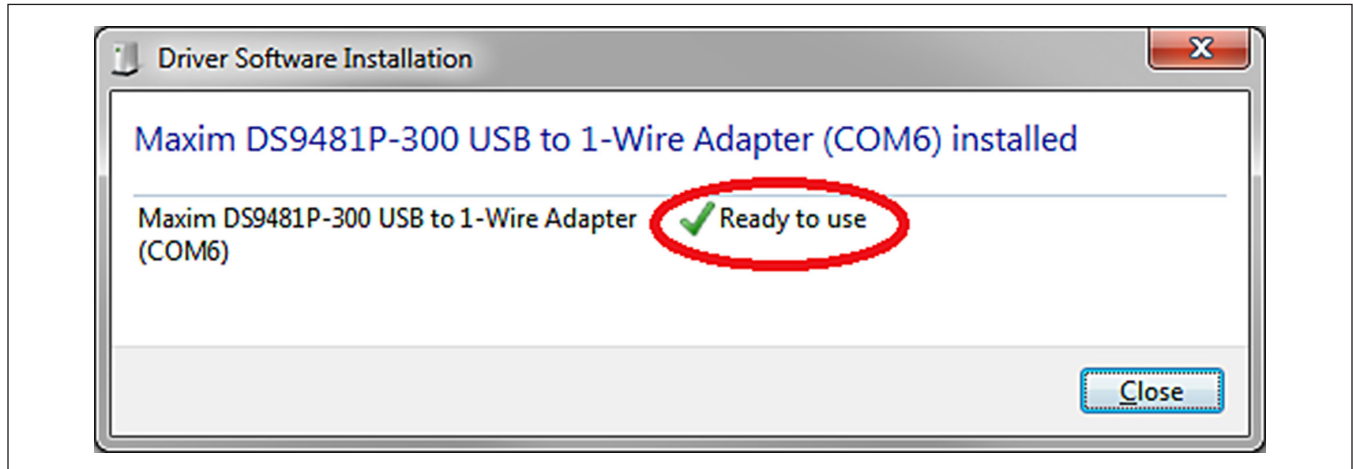 Driver Software Installation
Maxim DS9481P-300 USB to 1-Wire Adapter (COM6) installed
Maxim DS9481P-300 USB to 1-Wire Adapter
(COM6)
Ready to use
Close